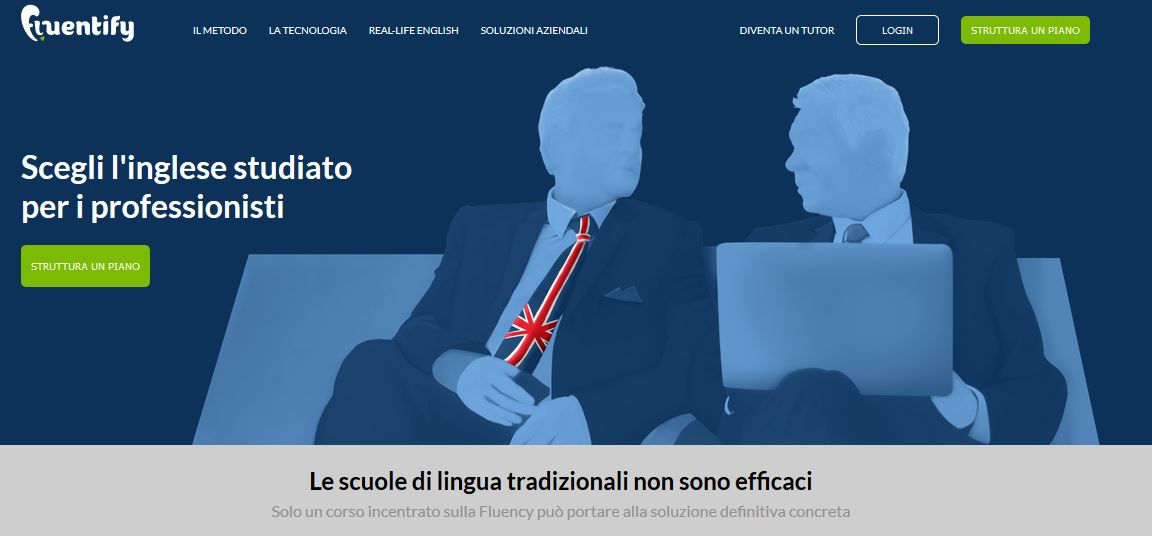 fluentify
IL METODO
LA TECNOLOGIA
REAL-LIFE ENGLISH
SOLUZIONI AZIENDALI
DIVENTA UN TUTOR
LOGIN
STRUTTURA UN PIANO
Scegli l'inglese studiato
per i professionisti
STRUTTURA UN PIANO
Le scuole di lingua tradizionali non sono efficaci
Solo un corso incentrato sulla Fluency può portare alla soluzione definitiva concreta